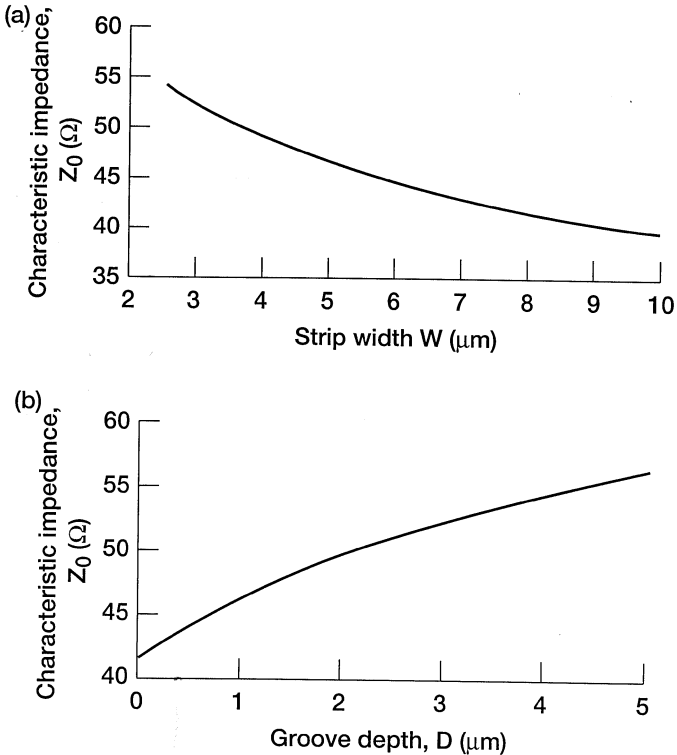 (a)
Characteristic impedance,
Z0 (Ω)
60
55
50
45
40
35
2 3 4 5 6 7 8 9 10
Strip width W (μm)
(b)
Characteristic impedance,
Z0 (Ω)
60
55
50
45
40
0 1 2 3 4 5
Groove depth, D (μm)